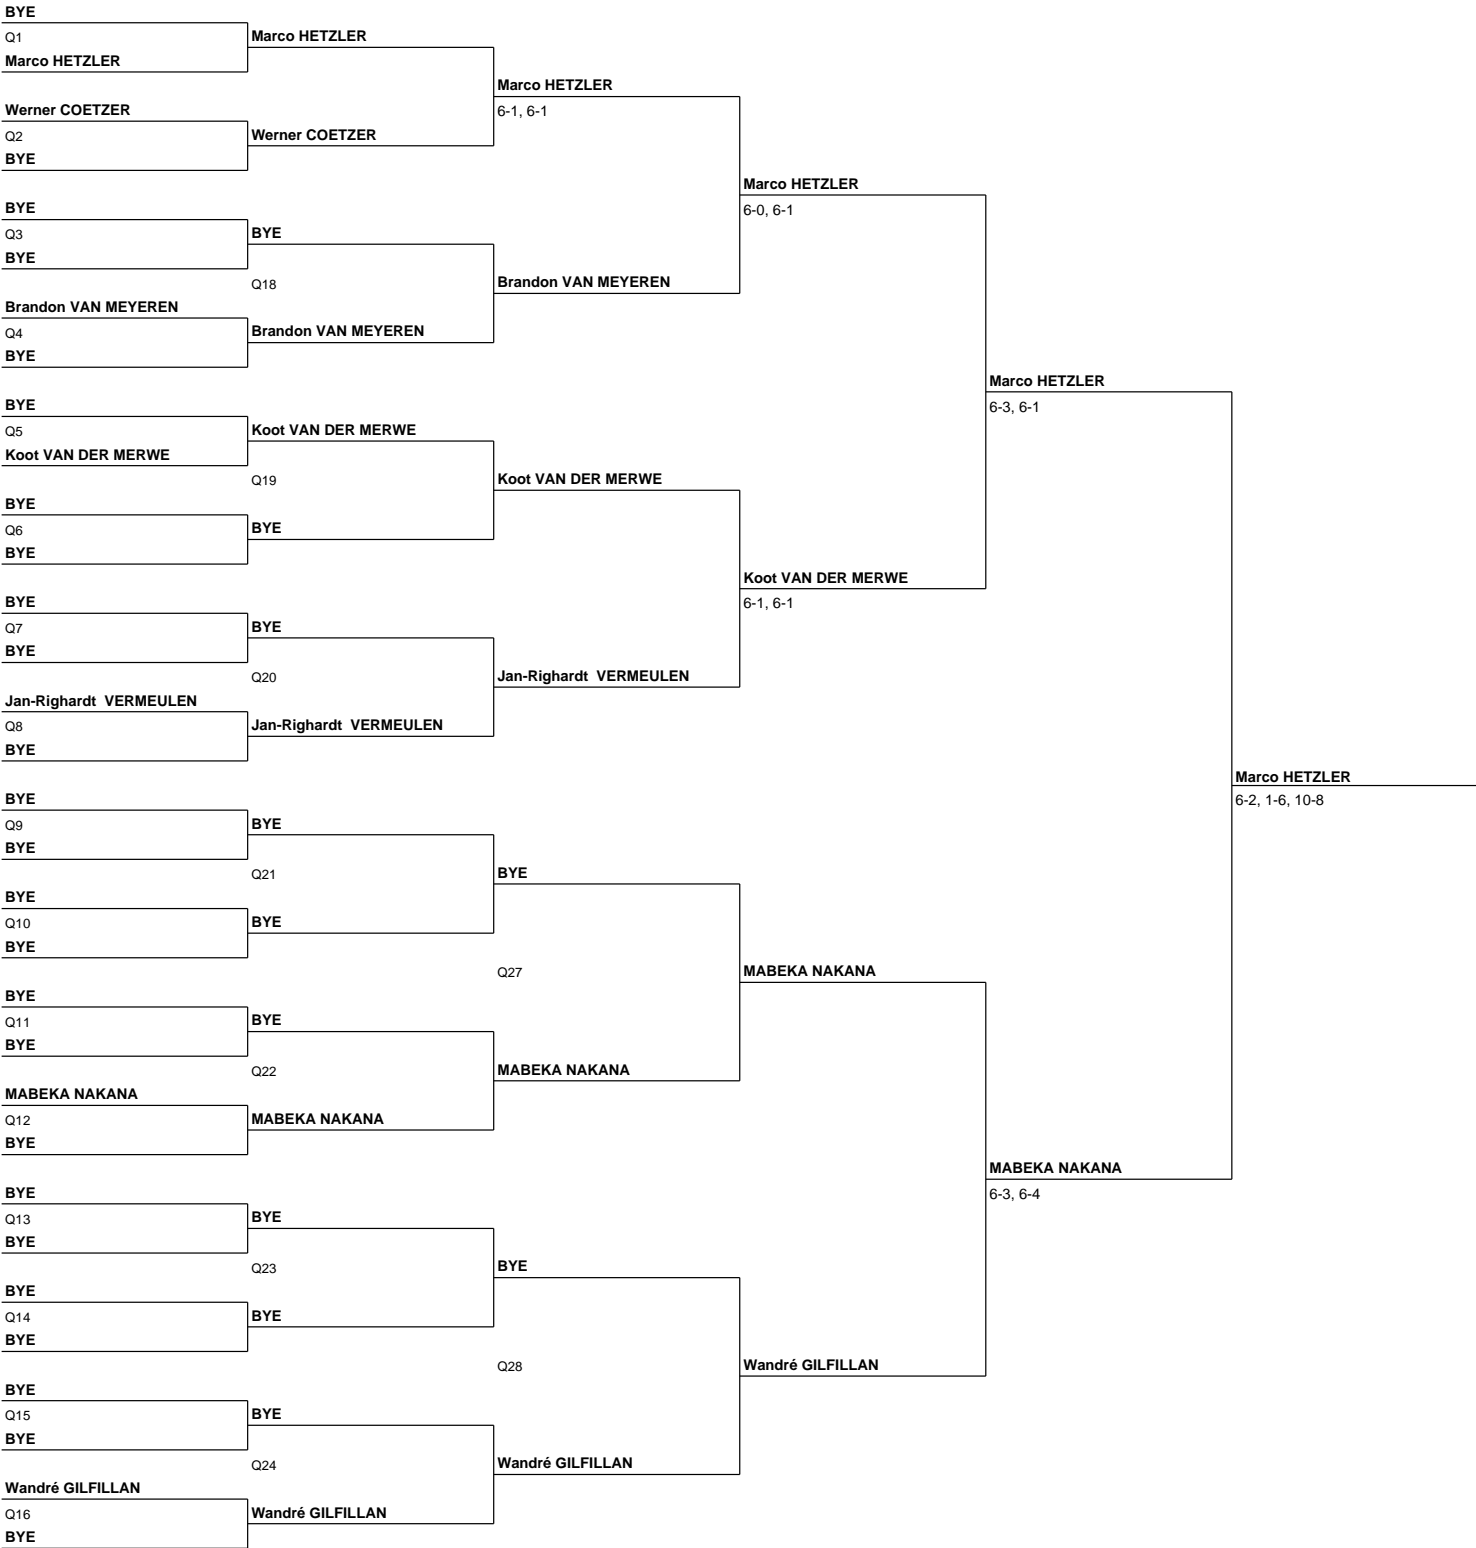 BYE
Q1
Marco HETZLER
Marco HETZLER
Marco HETZLER
6-1, 6-1
Werner COETZER
Q2
Werner COETZER
BYE
Marco HETZLER
6-0, 6-1
BYE
Q3
BYE
BYE
Q18
Brandon VAN MEYEREN
Brandon VAN MEYEREN
Q4
Brandon VAN MEYEREN
BYE
Marco HETZLER
6-3, 6-1
BYE
Q5
Koot VAN DER MERWE
Koot VAN DER MERWE
Q19
Koot VAN DER MERWE
BYE
Q6
BYE
BYE
Koot VAN DER MERWE
6-1, 6-1
BYE
Q7
BYE
BYE
Q20
Jan-Righardt  VERMEULEN
Jan-Righardt  VERMEULEN
Q8
Jan-Righardt  VERMEULEN
BYE
Marco HETZLER
6-2, 1-6, 10-8
BYE
Q9
BYE
BYE
Q21
BYE
BYE
Q10
BYE
BYE
Q27
MABEKA NAKANA
BYE
Q11
BYE
BYE
Q22
MABEKA NAKANA
MABEKA NAKANA
Q12
MABEKA NAKANA
BYE
MABEKA NAKANA
6-3, 6-4
BYE
Q13
BYE
BYE
Q23
BYE
BYE
Q14
BYE
BYE
Q28
Wandré GILFILLAN
BYE
Q15
BYE
BYE
Q24
Wandré GILFILLAN
Wandré GILFILLAN
Q16
Wandré GILFILLAN
BYE